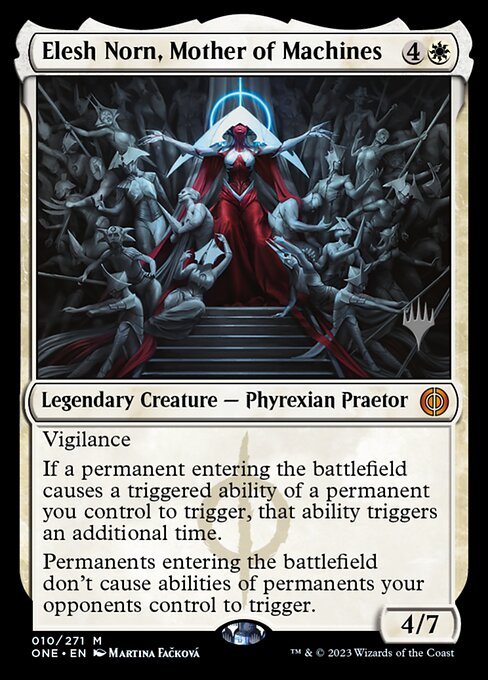 Elesh Norn, Mother of Machines 4
Legendary Creature — Phyrexian Praetor
Vigilance
If a permanent entering the battlefield
causes a triggered ability of a permanent
you control to trigger, that ability triggers
an additional time.
Permanents entering the battlefield
don't cause abilities of permanents your
opponents control to trigger.
4/7
010/271 M
ONE • EN Martina Fačková
™ & © 2023 Wizards of the Coast